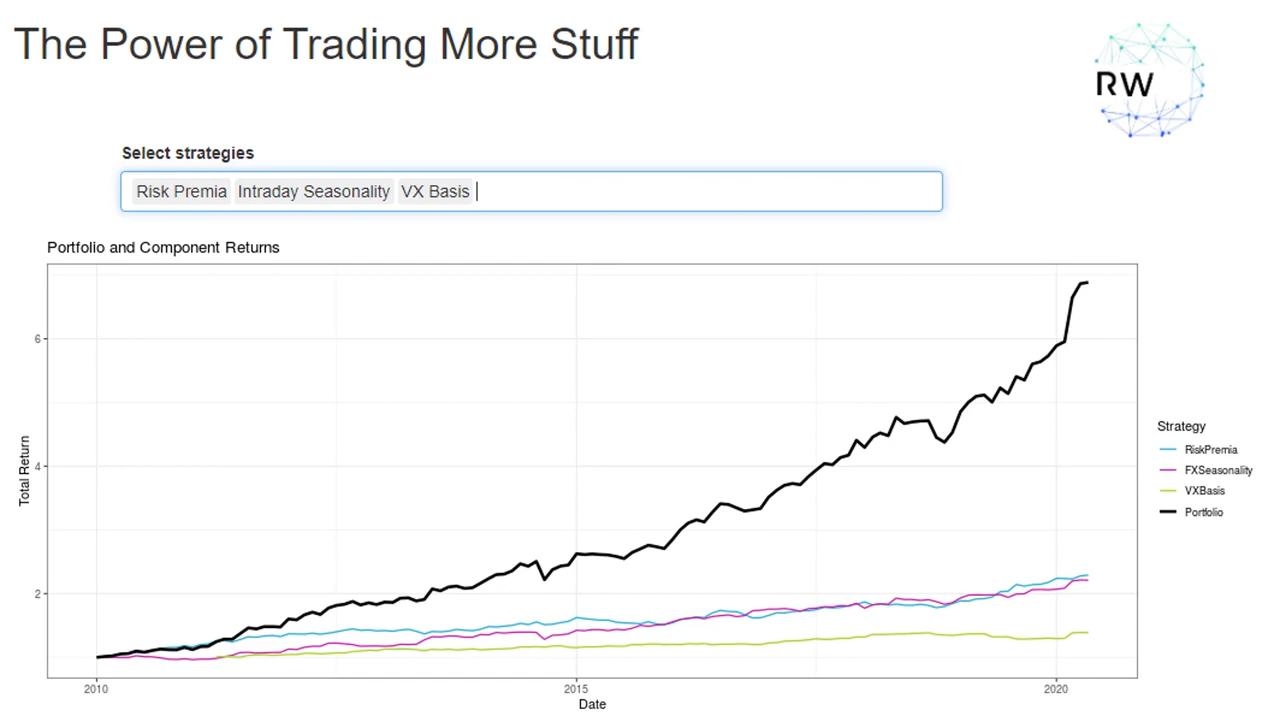 The Power of Trading More Stuff
RW
Select strategies
Risk Premia Intraday Seasonality VX Basis
Portfolio and Component Returns
Total Return
6
4
2
2010 2015 2020
Date
Strategy
RiskPremia
FXSeasonality
VXBasis
Portfolio